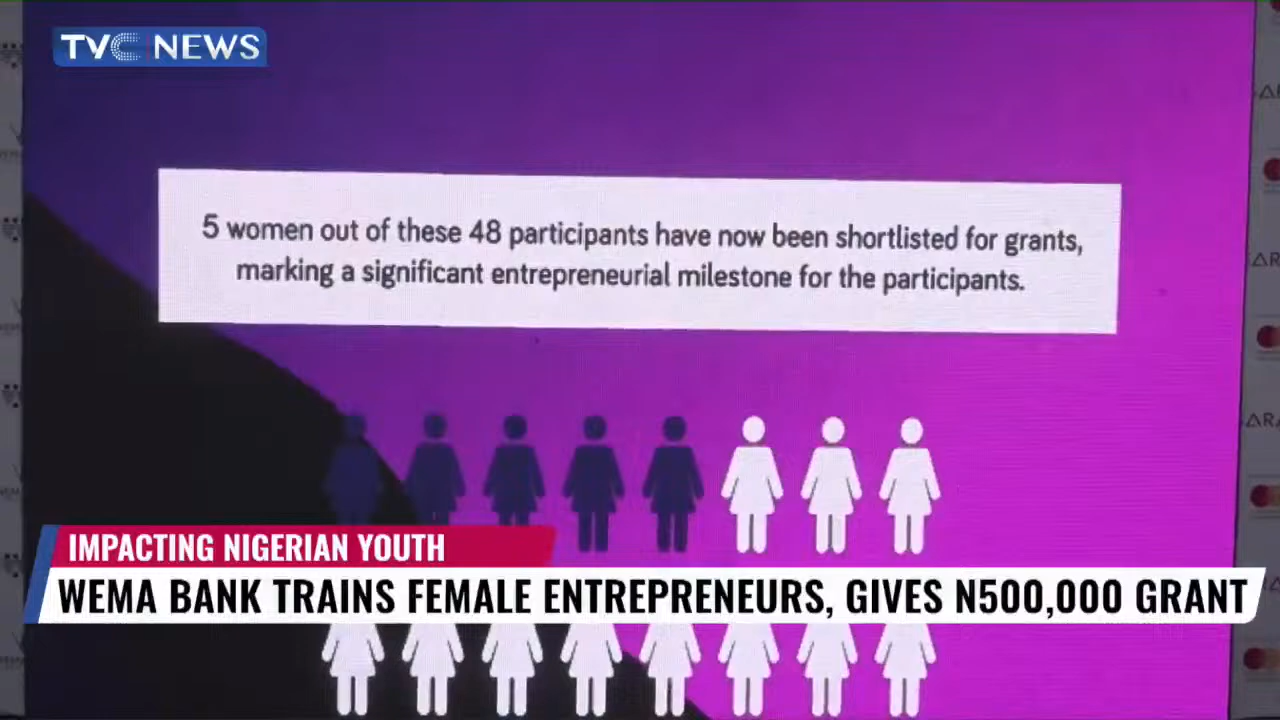 TVC NEWS
5 women out of these 48 participants have now been shortlisted for grants,
marking a significant entrepreneurial milestone for the participants.
IMPACTING NIGERIAN YOUTH
WEMA BANK TRAINS FEMALE ENTREPRENEURS, GIVES N500,000 GRANT